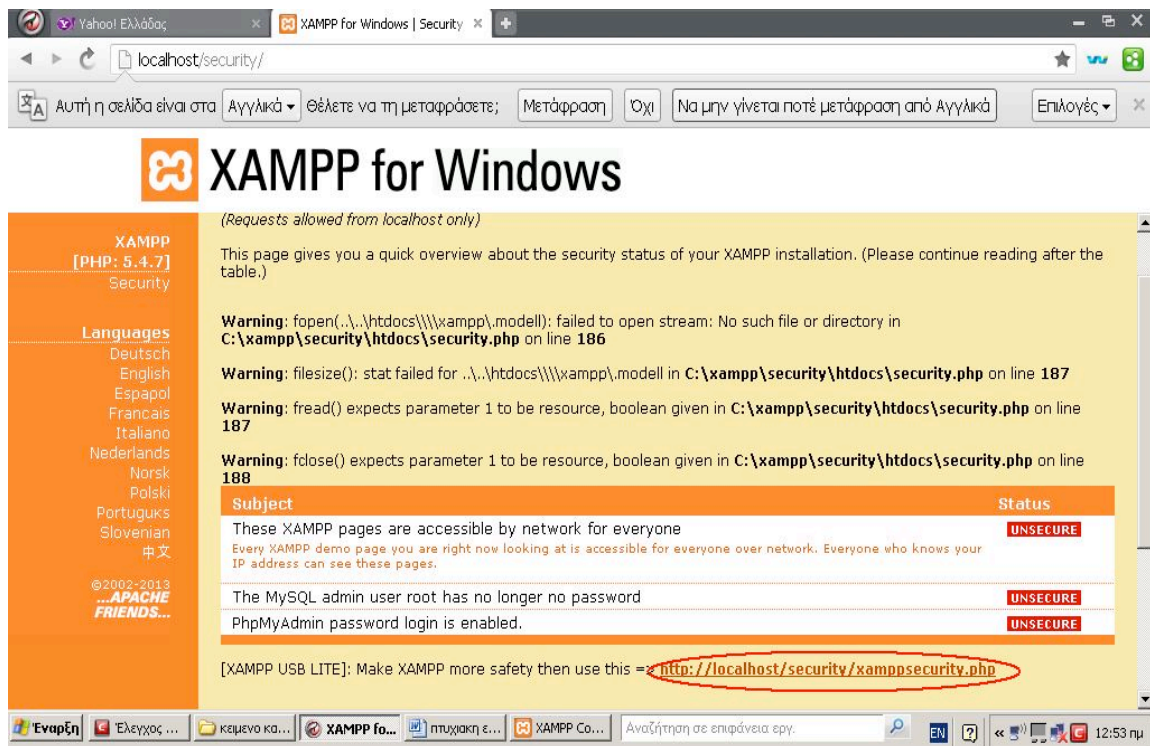 Yahoo! Ελλάδας
XAMPP for Windows | Security
localhost/security/
Αυτή η σελίδα είναι στα Αγγλικά Θέλετε να τη μεταφράσετε; Μετάφραση Όχι Να μην γίνεται ποτέ μετάφραση από Αγγλικά Επιλογές
XAMPP for Windows
XAMPP
[PHP: 5.4.7]
Security
Languages
Deutsch
English
Espanol
Francais
Italiano
Nederlands
Norsk
Polski
Portuguкs
Slovenian
中文
©2002-2013
...APACHE
FRIENDS...
(Requests allowed from localhost only)
This page gives you a quick overview about the security status of your XAMPP installation. (Please continue reading after the
table.)
Warning: fopen(..\..\htdocs\\\\xampp\.modell): failed to open stream: No such file or directory in
C:\xampp\security\htdocs\security.php on line 186
Warning: filesize(): stat failed for ..\..\htdocs\\\\xampp\.modell in C:\xampp\security\htdocs\security.php on line 187
Warning: fread() expects parameter 1 to be resource, boolean given in C:\xampp\security\htdocs\security.php on line
187
Warning: fclose() expects parameter 1 to be resource, boolean given in C:\xampp\security\htdocs\security.php on line
188
Subject Status
These XAMPP pages are accessible by network for everyone UNSECURE
Every XAMPP demo page you are right now looking at is accessible for everyone over network. Everyone who knows your
IP address can see these pages.
The MySQL admin user root has no longer no password UNSECURE
PhpMyAdmin password login is enabled. UNSECURE
[XAMPP USB LITE]: Make XAMPP more safety then use this => http://localhost/security/xamppsecurity.php
Έναρξη Έλεγχος ... κειμενο κα... XAMPP fo... πτυχιακη ε... XAMPP Co... Αναζήτηση σε επιφάνεια εργ. EN 12:53 πμ